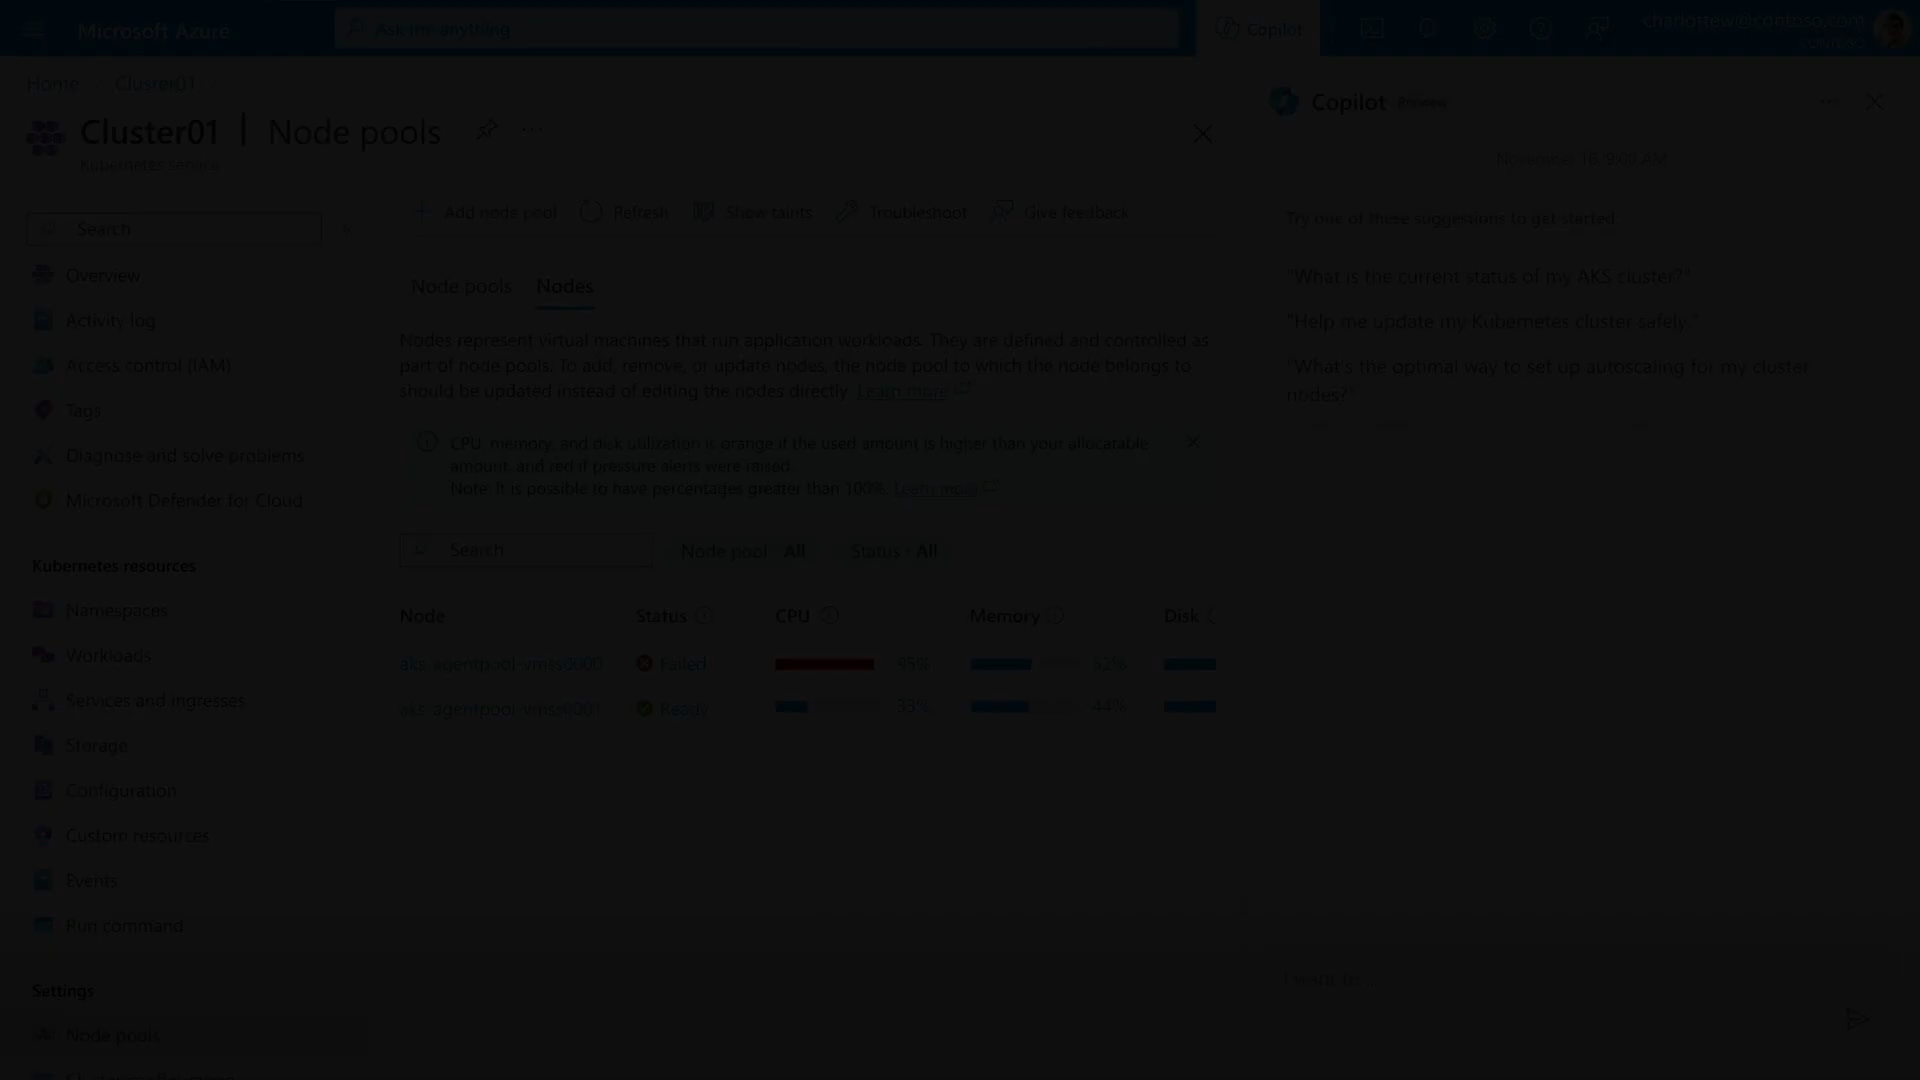 Microsoft Azure
Ask me anything
Copilot
charlottew@contoso.com
CONTOSO
Home
Cluster01
Cluster01 | Node pools
Kubernetes service
Search
Overview
Activity log
Access control (IAM)
Tags
Diagnose and solve problems
Microsoft Defender for Cloud
Kubernetes resources
Namespaces
Workloads
Services and ingresses
Storage
Configuration
Custom resources
Events
Run command
Settings
Node pools
Add node pool
Refresh
Show taints
Troubleshoot
Give feedback
Node pools
Nodes
Nodes represent virtual machines that run application workloads. They are defined and controlled as
part of node pools. To add, remove, or update nodes, the node pool to which the node belongs to
should be updated instead of editing the nodes directly. Learn more
CPU, memory, and disk utilization is orange if the used amount is higher than your allocatable
amount, and red if pressure alerts were raised.
Note: It is possible to have percentages greater than 100%. Learn more
Search
Node pool : All
Status : All
Node Status CPU Memory Disk
aks-agentpool-vmss0000 Failed 95% 52%
aks-agentpool-vmss0001 Ready 33% 44%
Copilot Preview
November 16, 9:00 AM
Try one of these suggestions to get started
"What is the current status of my AKS cluster?"
"Help me update my Kubernetes cluster safely."
"What's the optimal way to set up autoscaling for my cluster
nodes?"
I want to...